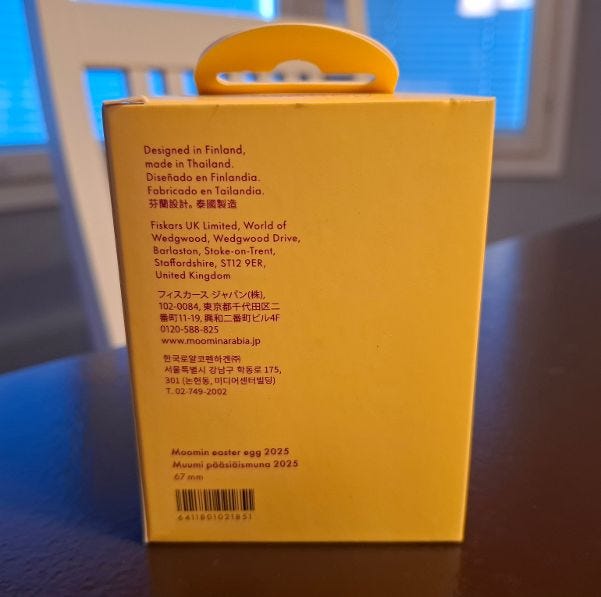 Designed in Finland,
made in Thailand.
Diseñado en Finlandia.
Fabricado en Tailandia.
芬蘭設計。泰國製造
Fiskars UK Limited, World of
Wedgwood, Wedgwood Drive,
Barlaston, Stoke-on-Trent,
Staffordshire, ST12 9ER,
United Kingdom
フィスカース ジャパン(株),
102-0084, 東京都千代田区二
番町11-19, 興和二番町ビル4F
0120-588-825
www.moominarabia.jp
한국로얄코펜하겐㈜
서울특별시 강남구 학동로 175,
301 (논현동, 미디어센터빌딩)
T. 02-749-2002
Moomin easter egg 2025
Muumi pääsiäismuna 2025
67 mm
6411801021851